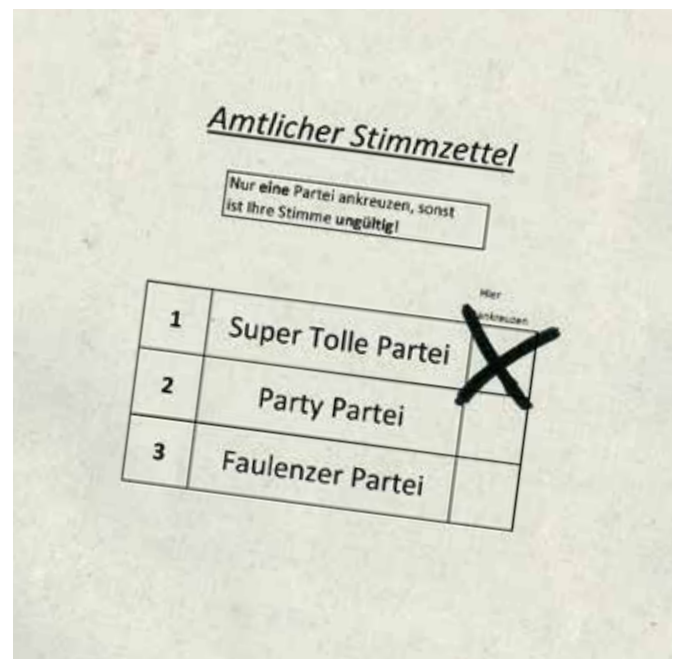 Amtlicher Stimmzettel
Nur eine Partei ankreuzen, sonst
ist Ihre Stimme ungültig!
Hier
ankreuzen
1 Super Tolle Partei
2 Party Partei
3 Faulenzer Partei